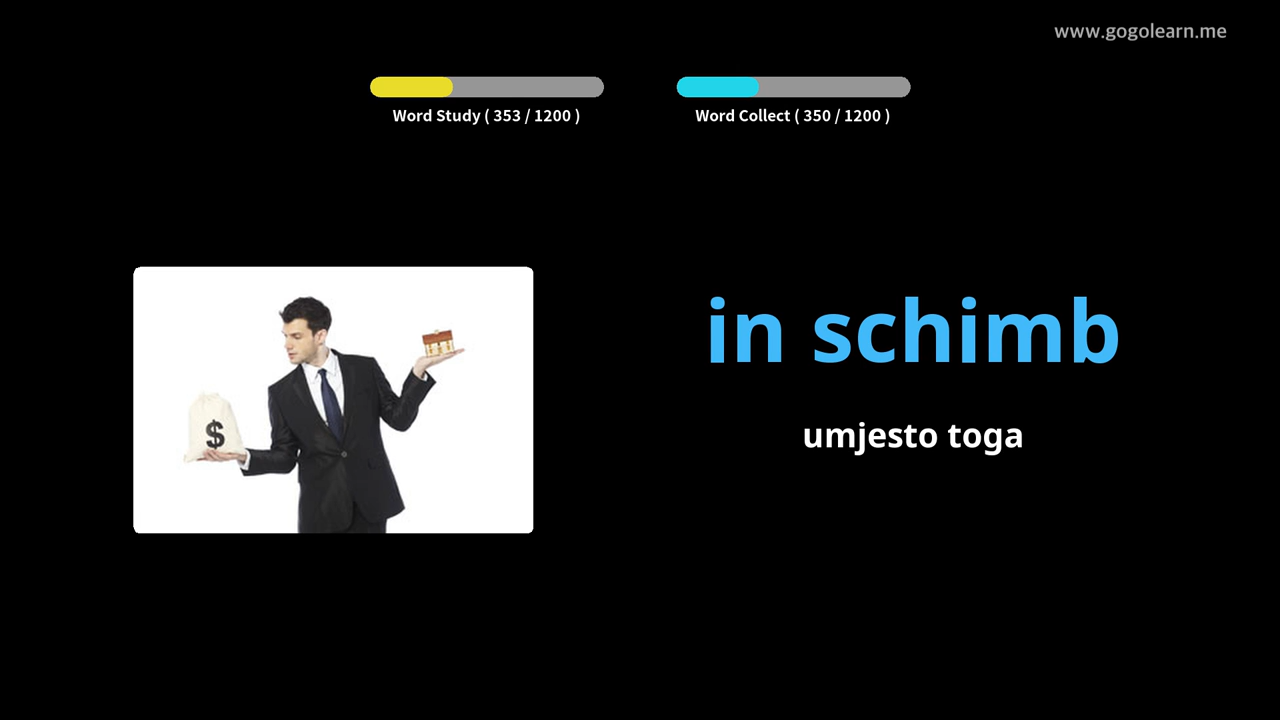 www.gogolearn.me
Word Study ( 353 / 1200 )
Word Collect ( 350 / 1200 )
$
in schimb
umjesto toga